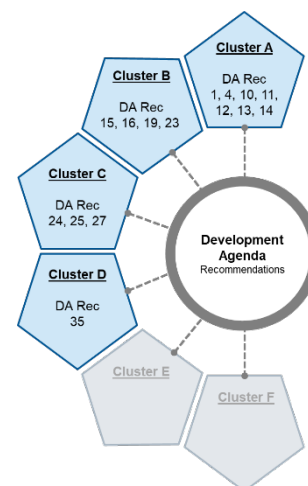 Cluster A
DA Rec
1, 4, 10, 11,
12, 13, 14
Cluster B
DA Rec
15, 16, 19, 23
Cluster C
DA Rec
24, 25, 27
Development
Agenda
Recommendations
Cluster D
DA Rec
35
Cluster E
Cluster F